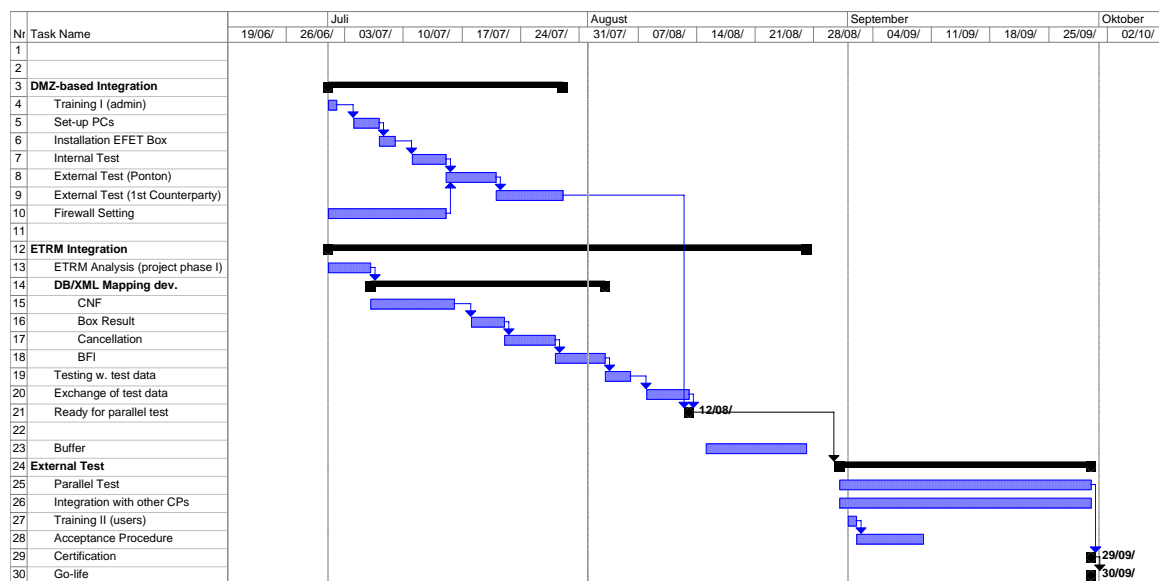 Juli August September Oktober
Nr Task Name 19/06/ 26/06/ 03/07/ 10/07/ 17/07/ 24/07/ 31/07/ 07/08/ 14/08/ 21/08/ 28/08/ 04/09/ 11/09/ 18/09/ 25/09/ 02/10/
1
2
3 DMZ-based Integration
4 Training I (admin)
5 Set-up PCs
6 Installation EFET Box
7 Internal Test
8 External Test (Ponton)
9 External Test (1st Counterparty)
10 Firewall Setting
11
12 ETRM Integration
13 ETRM Analysis (project phase I)
14 DB/XML Mapping dev.
15 CNF
16 Box Result
17 Cancellation
18 BFI
19 Testing w. test data
20 Exchange of test data
21 Ready for parallel test 12/08/
22
23 Buffer
24 External Test
25 Parallel Test
26 Integration with other CPs
27 Training II (users)
28 Acceptance Procedure
29 Certification 29/09/
30 Go-life 30/09/